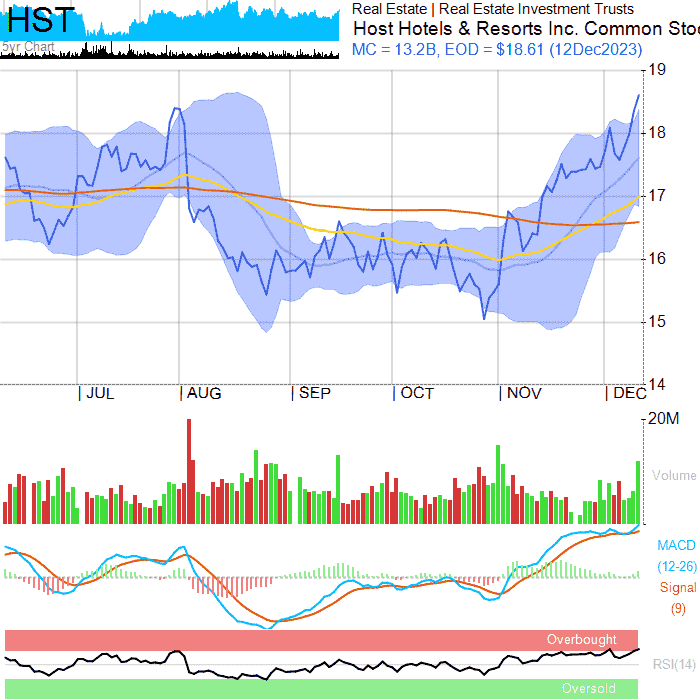 HST
5yr Chart
Real Estate | Real Estate Investment Trusts
Host Hotels & Resorts Inc. Common Stoc
MC = 13.2B, EOD = $18.61 (12Dec2023)
19
18
17
16
15
14
JUL AUG SEP OCT NOV DEC
20M
Volume
MACD
(12-26)
Signal
(9)
Overbought
RSI(14)
Oversold